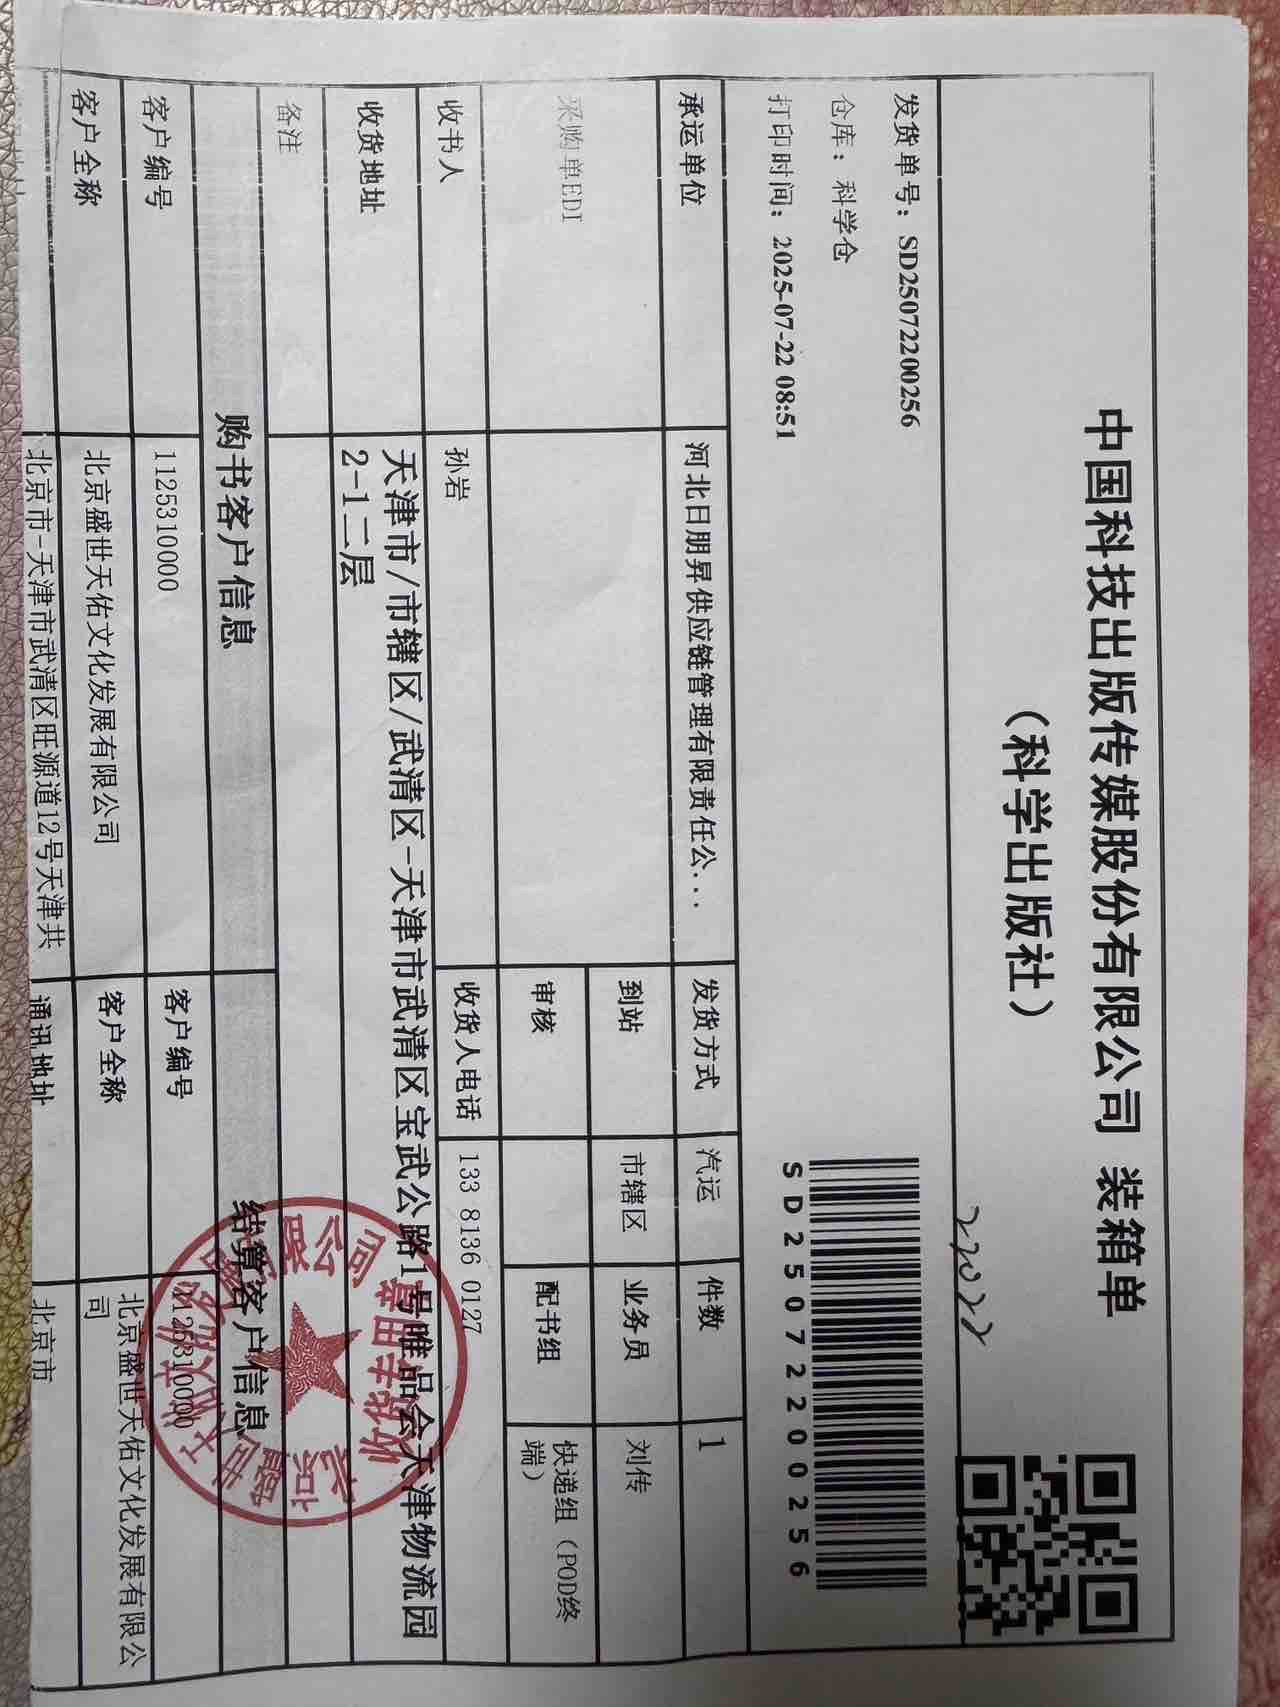 中国科技出版传媒股份有限公司 装箱单
（科学出版社）
22022
发货单号：SD250722200256
仓库：科学仓
打印时间：2025-07-22 08:51
SD250722200256
承运单位 河北日朋昇供应链管理有限责任公... 发货方式 汽运 件数 1
采购单EDI 到站 市辖区 业务员 刘传
审核 配书组 快递组（POD终
端）
收书人 孙岩 收货人电话 133 8136 0127
收货地址 天津市/市辖区/武清区-天津市武清区宝武公路1号唯品会天津物流园
2-1二层
备注
购书客户信息 结算客户信息
客户编号 1125310000 客户编号 1125310000
客户全称 北京盛世天佑文化发展有限公司 客户全称 北京盛世天佑文化发展有限公
司
北京市-天津市武清区旺源道12号天津共 通讯地址 北京市
收货专用章